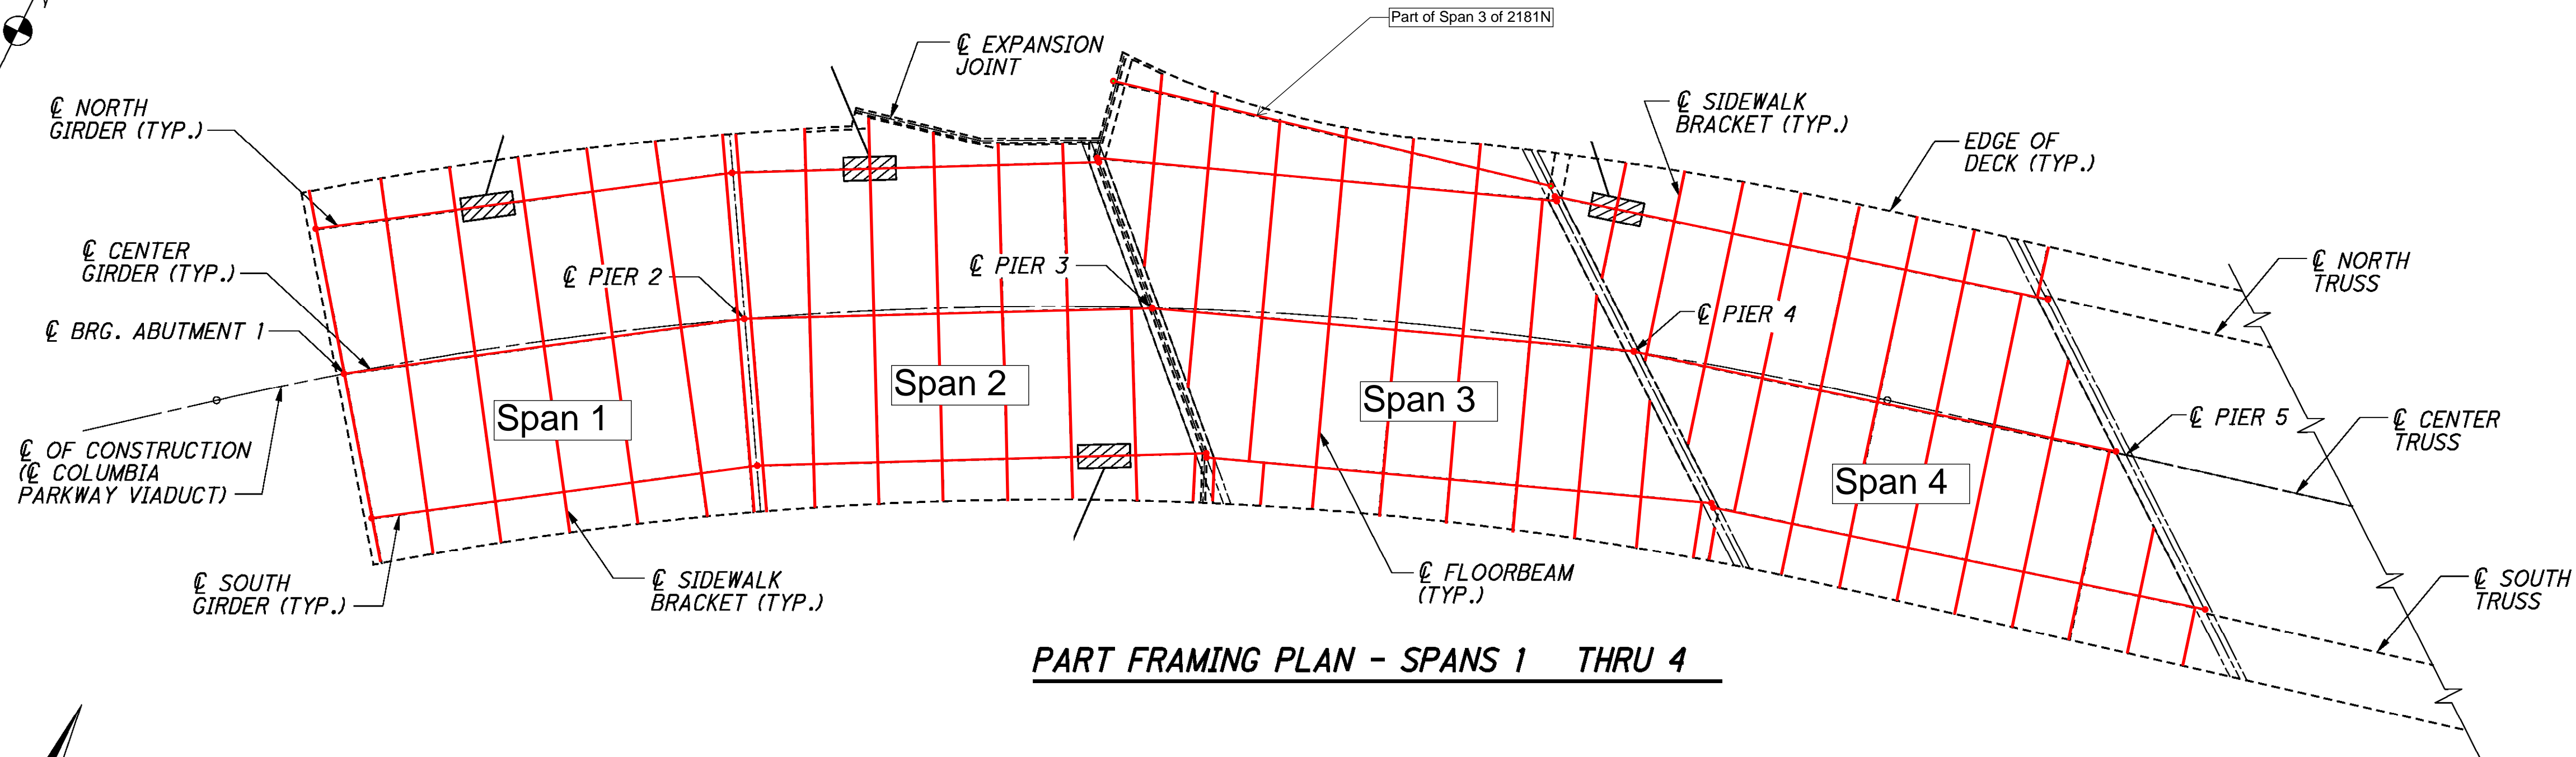 Y
Part of Span 3 of 2181N
℄ EXPANSION
JOINT
℄ NORTH
GIRDER (TYP.)
℄ SIDEWALK
BRACKET (TYP.)
EDGE OF
DECK (TYP.)
℄ CENTER
GIRDER (TYP.)
℄ PIER 2
℄ PIER 3
℄ NORTH
TRUSS
℄ BRG. ABUTMENT 1
℄ PIER 4
Span 1
Span 2
Span 3
Span 4
℄ PIER 5
℄ CENTER
TRUSS
℄ OF CONSTRUCTION
(℄ COLUMBIA
PARKWAY VIADUCT)
℄ SOUTH
GIRDER (TYP.)
℄ SIDEWALK
BRACKET (TYP.)
℄ FLOORBEAM
(TYP.)
℄ SOUTH
TRUSS
PART FRAMING PLAN - SPANS 1 THRU 4